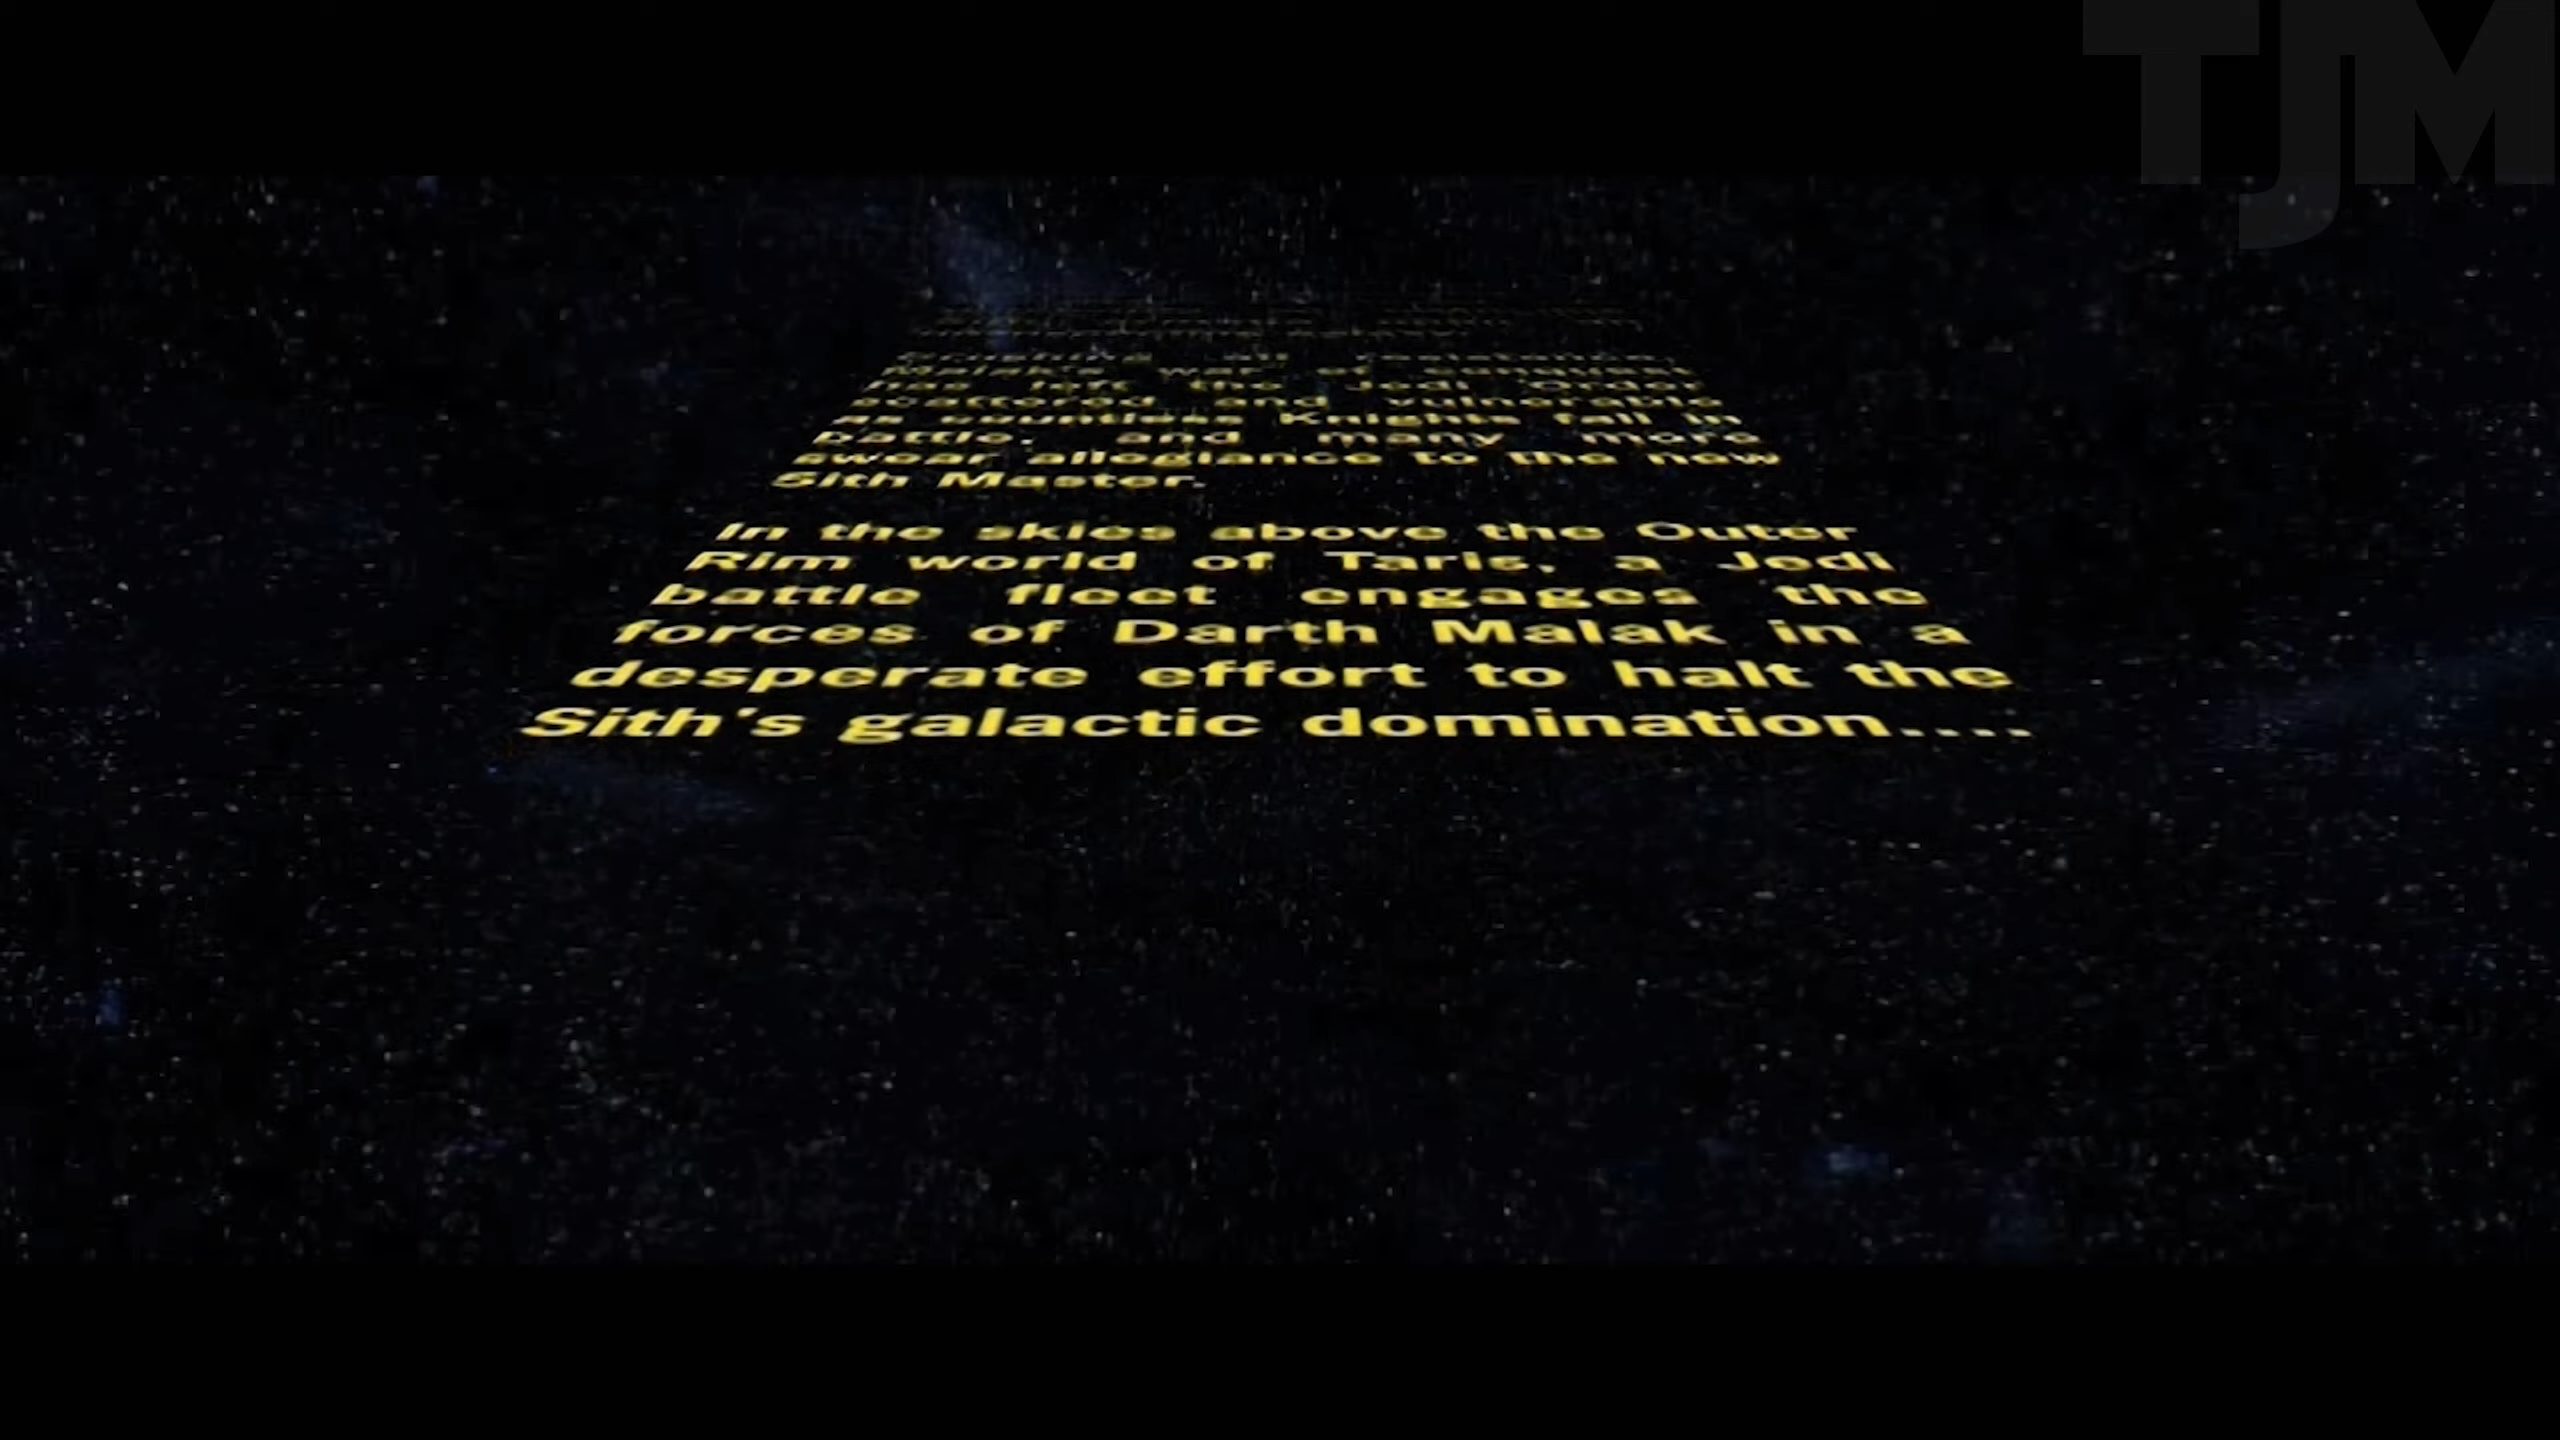 TJM
crushing all resistance.
Malak's war of conquest
has left the Jedi Order
scattered and vulnerable
as countless Knights fall in
battle, and many more
swear allegiance to the new
Sith Master.
In the skies above the Outer
Rim world of Taris, a Jedi
battle fleet engages the
forces of Darth Malak in a
desperate effort to halt the
Sith's galactic domination....